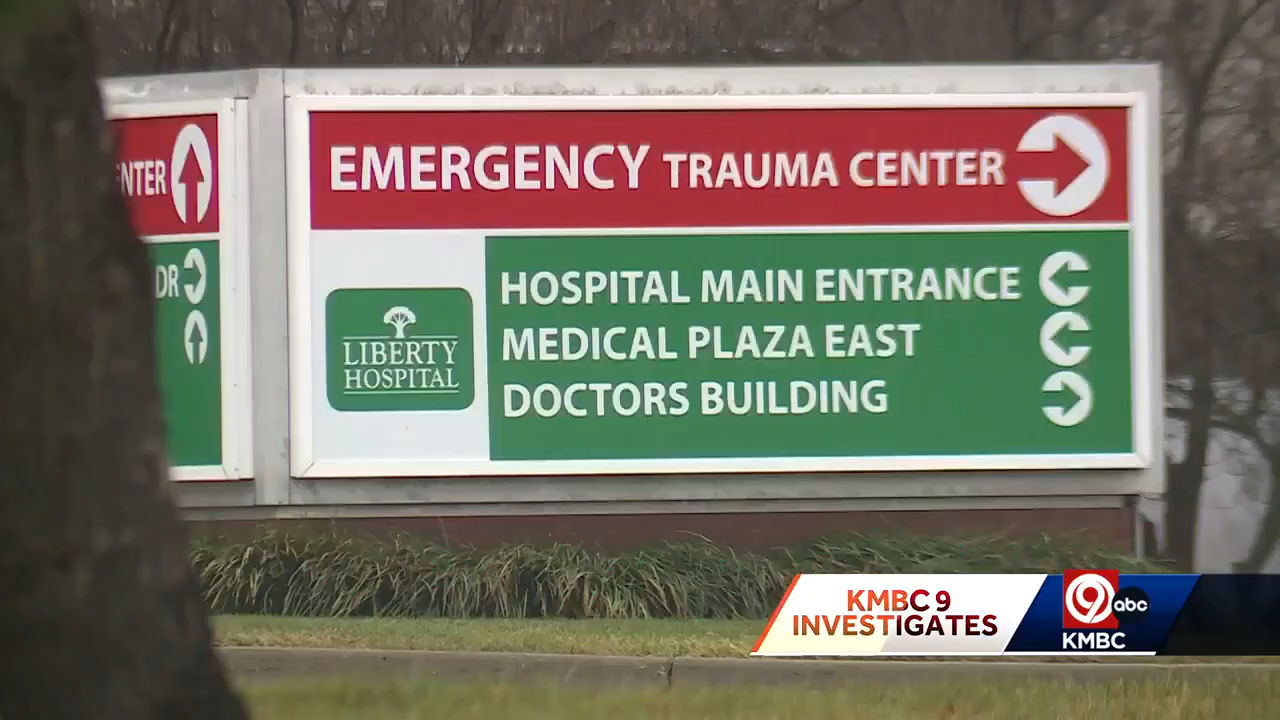 NTER
DR
EMERGENCY TRAUMA CENTER
LIBERTY
HOSPITAL
HOSPITAL MAIN ENTRANCE
MEDICAL PLAZA EAST
DOCTORS BUILDING
KMBC 9
INVESTIGATES
9 abc
KMBC